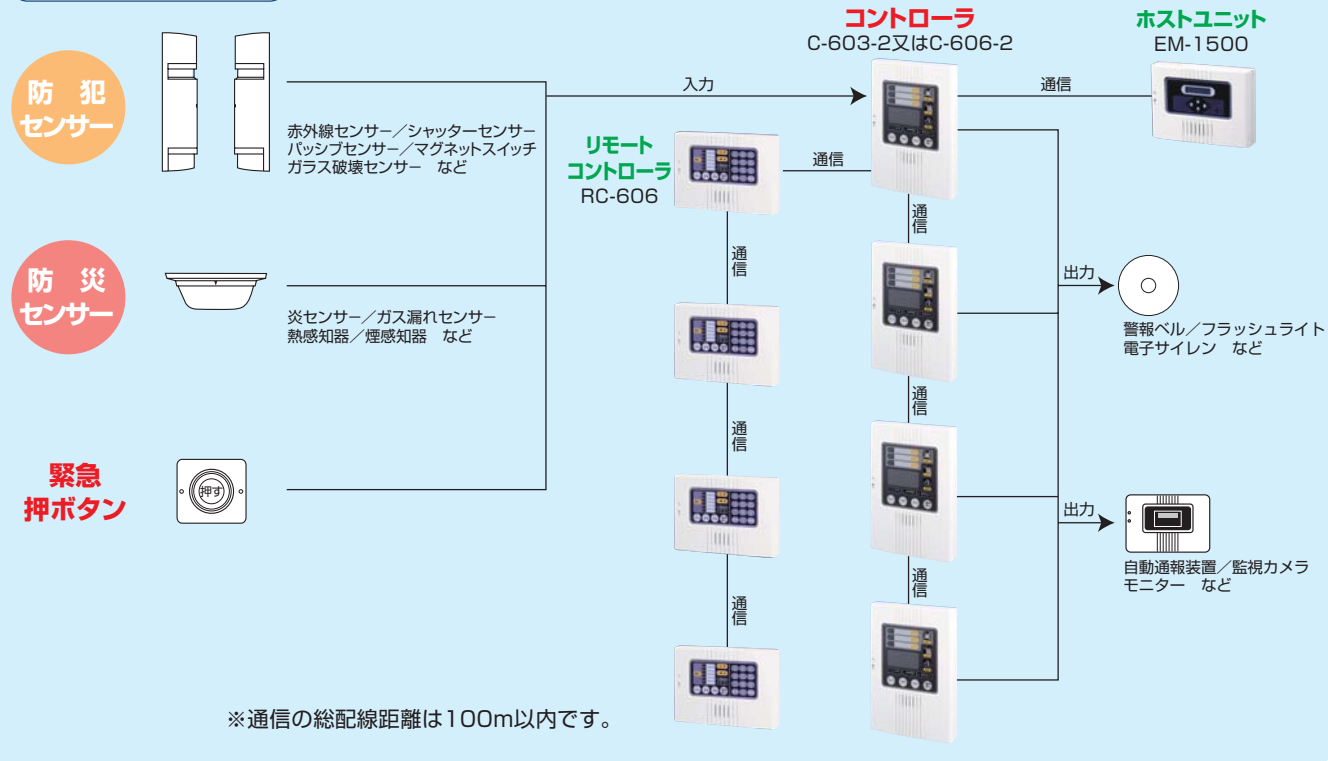 コントローラ
C-603-2又はC-606-2
ホストユニット
EM-1500
防 犯
センサー
赤外線センサー／シャッターセンサー
パッシブセンサー／マグネットスイッチ
ガラス破壊センサー　など
入力
通信
リモート
コントローラ
RC-606
通信
通信
通信
防 災
センサー
炎センサー／ガス漏れセンサー
熱感知器／煙感知器　など
出力
警報ベル／フラッシュライト
電子サイレン　など
通信
通信
緊急
押ボタン
押す
出力
自動通報装置／監視カメラ
モニター　など
通信
通信
※通信の総配線距離は100m以内です。